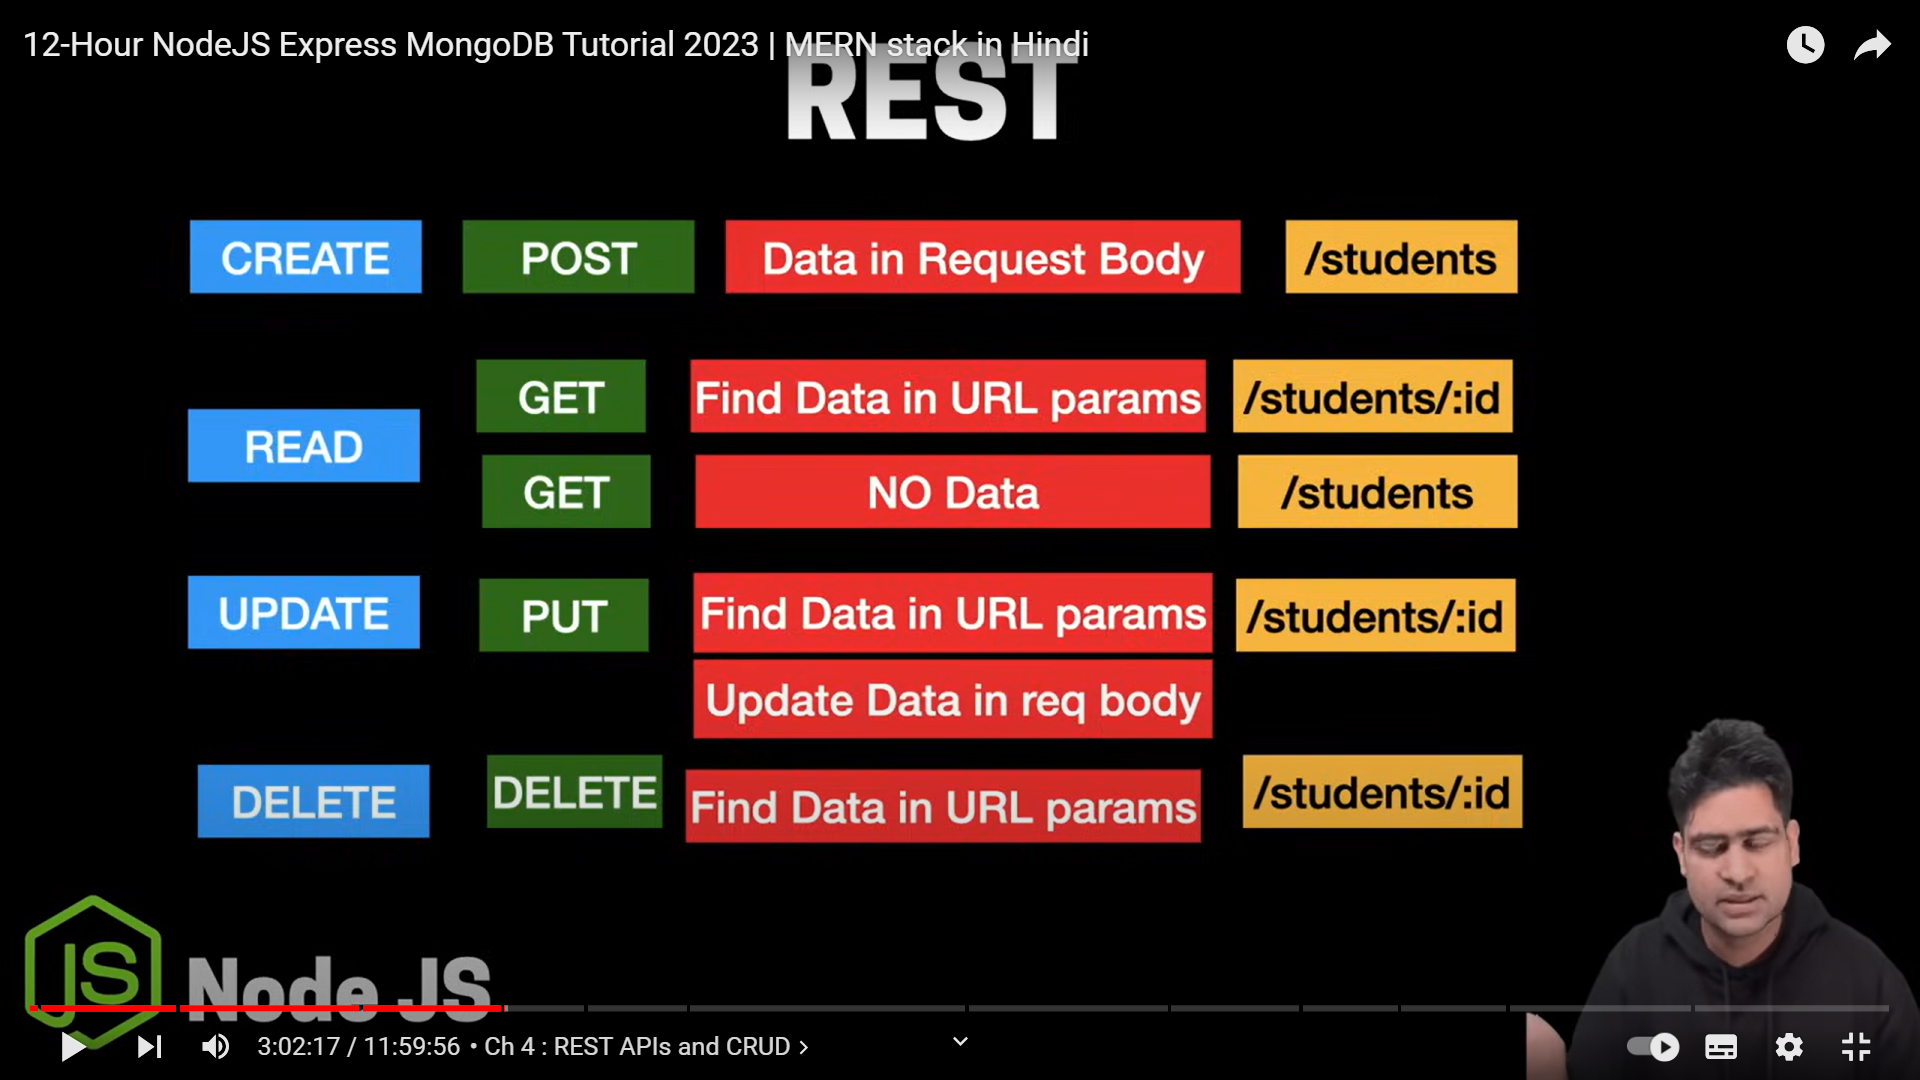 12-Hour NodeJS Express MongoDB Tutorial 2023 | MERN stack in Hindi
REST
CREATE POST Data in Request Body /students
READ
GET Find Data in URL params /students/:id
GET NO Data /students
UPDATE PUT Find Data in URL params /students/:id
Update Data in req body
DELETE DELETE Find Data in URL params /students/:id
JS Node JS
3:02:17 / 11:59:56 • Ch 4 : REST APIs and CRUD